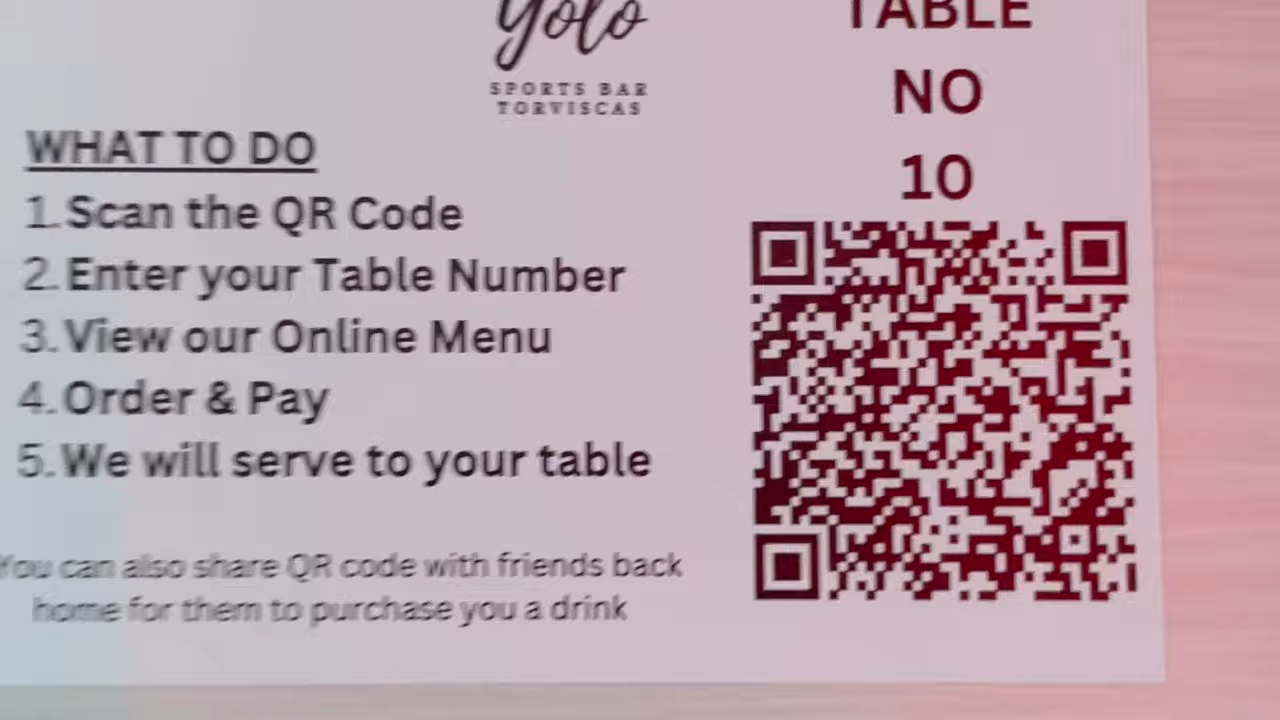 yolo
SPORTS BAR
TORVISCAS
TABLE
NO
10
WHAT TO DO
1. Scan the QR Code
2. Enter your Table Number
3. View our Online Menu
4. Order & Pay
5. We will serve to your table
You can also share QR code with friends back
home for them to purchase you a drink